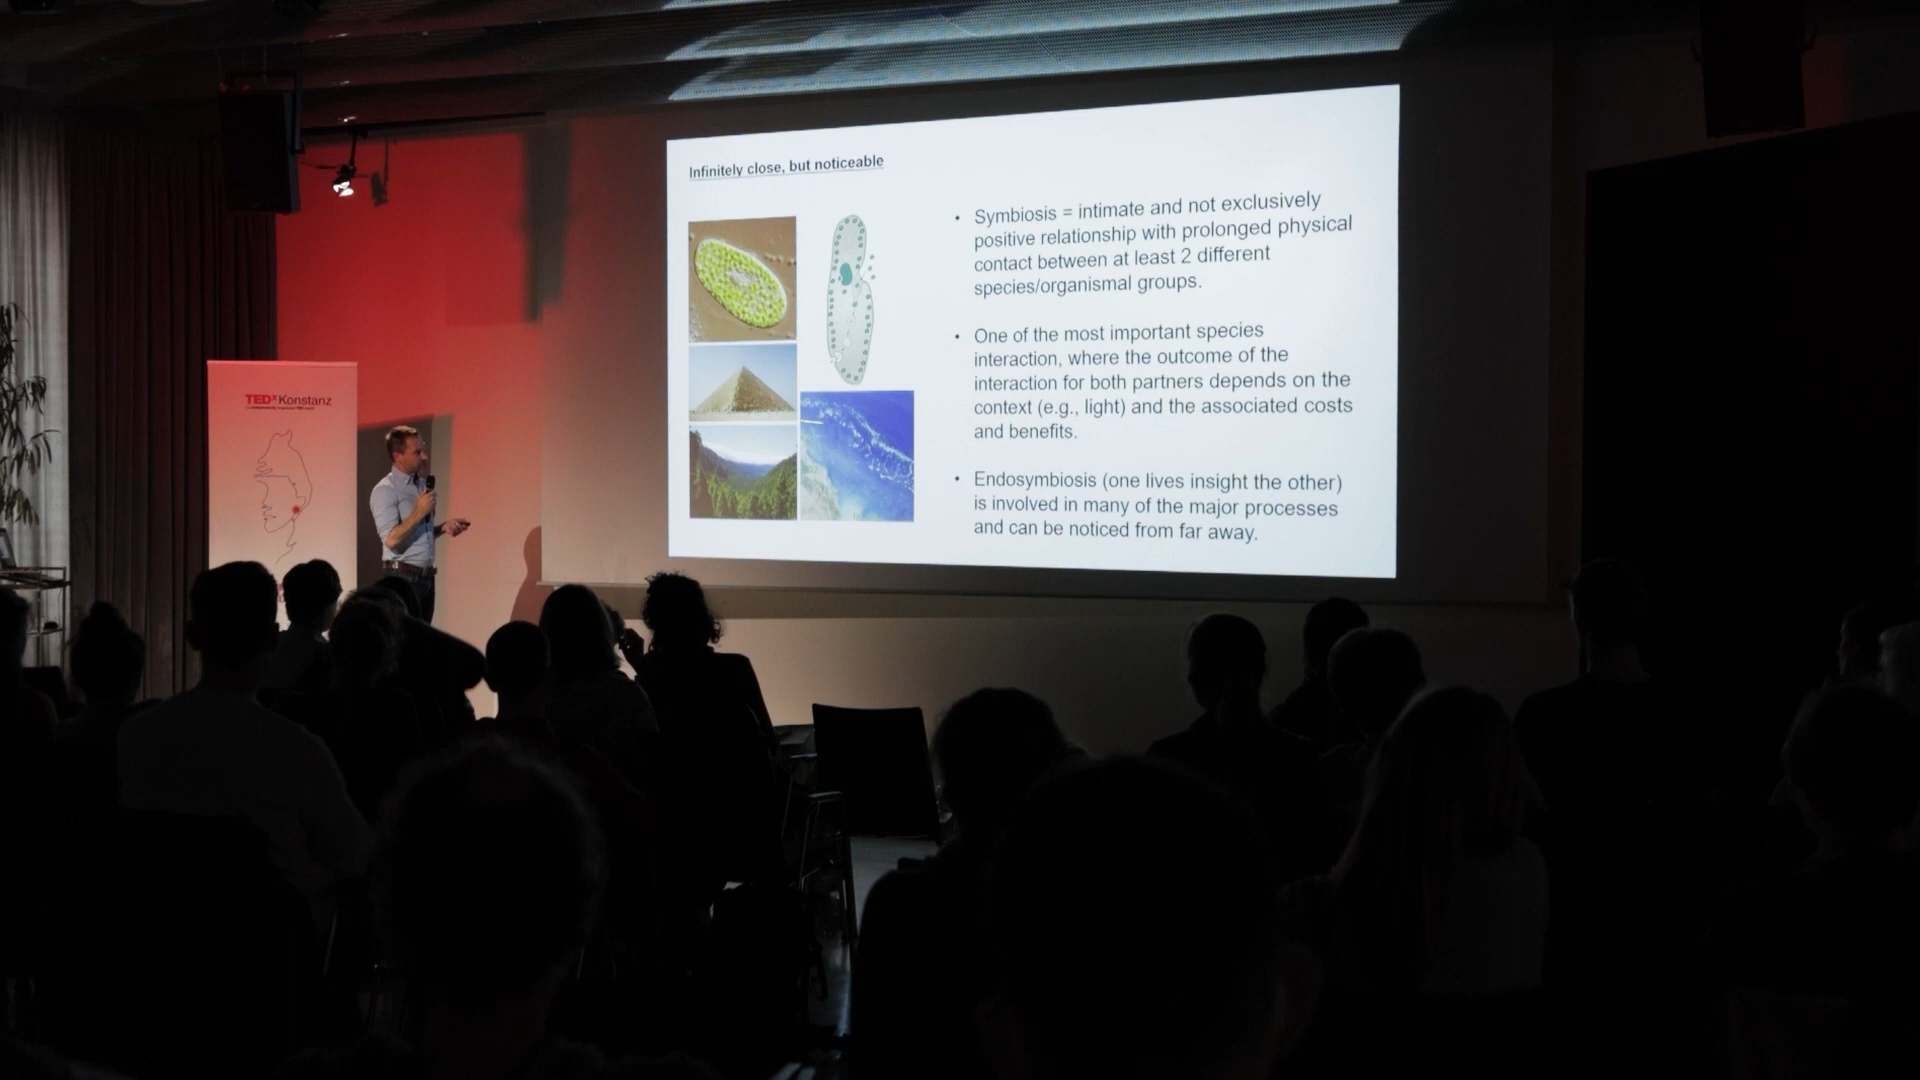 Infinitely close, but noticeable
• Symbiosis = intimate and not exclusively
positive relationship with prolonged physical
contact between at least 2 different
species/organismal groups.
• One of the most important species
interaction, where the outcome of the
interaction for both partners depends on the
context (e.g., light) and the associated costs
and benefits.
• Endosymbiosis (one lives insight the other)
is involved in many of the major processes
and can be noticed from far away.
TEDxKonstanz